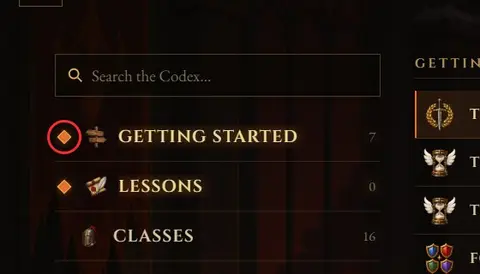 Search the Codex...
GETTING STARTED 7
LESSONS 0
CLASSES 16